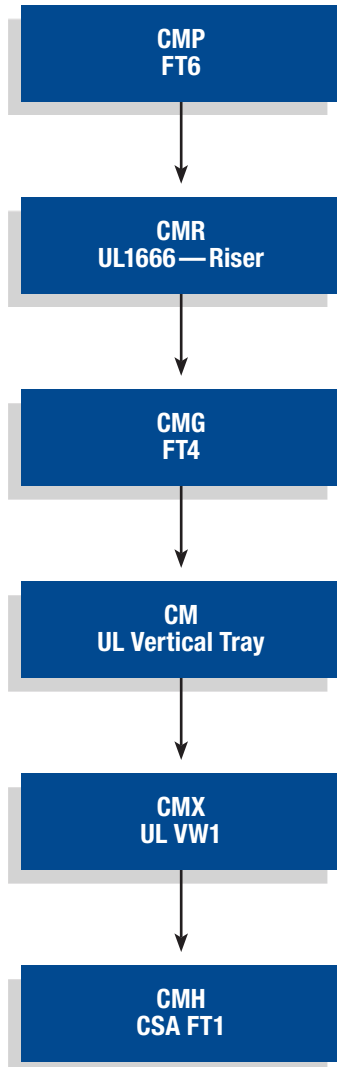 CMP
FT6
CMR
UL1666 — Riser
CMG
FT4
CM
UL Vertical Tray
CMX
UL VW1
CMH
CSA FT1